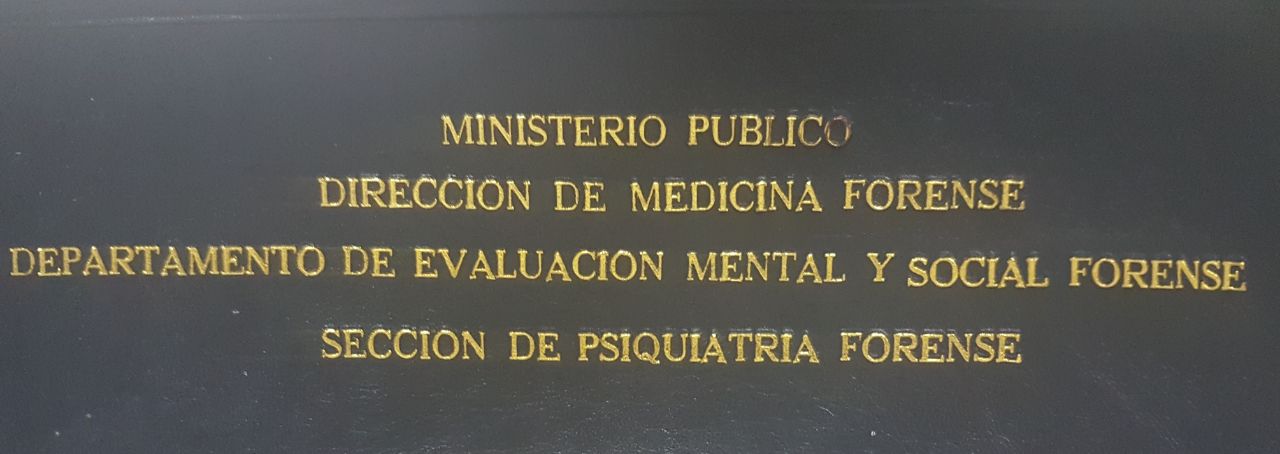 MINISTERIO PUBLICO
DIRECCION DE MEDICINA FORENSE
DEPARTAMENTO DE EVALUACION MENTAL Y SOCIAL FORENSE
SECCION DE PSIQUIATRIA FORENSE